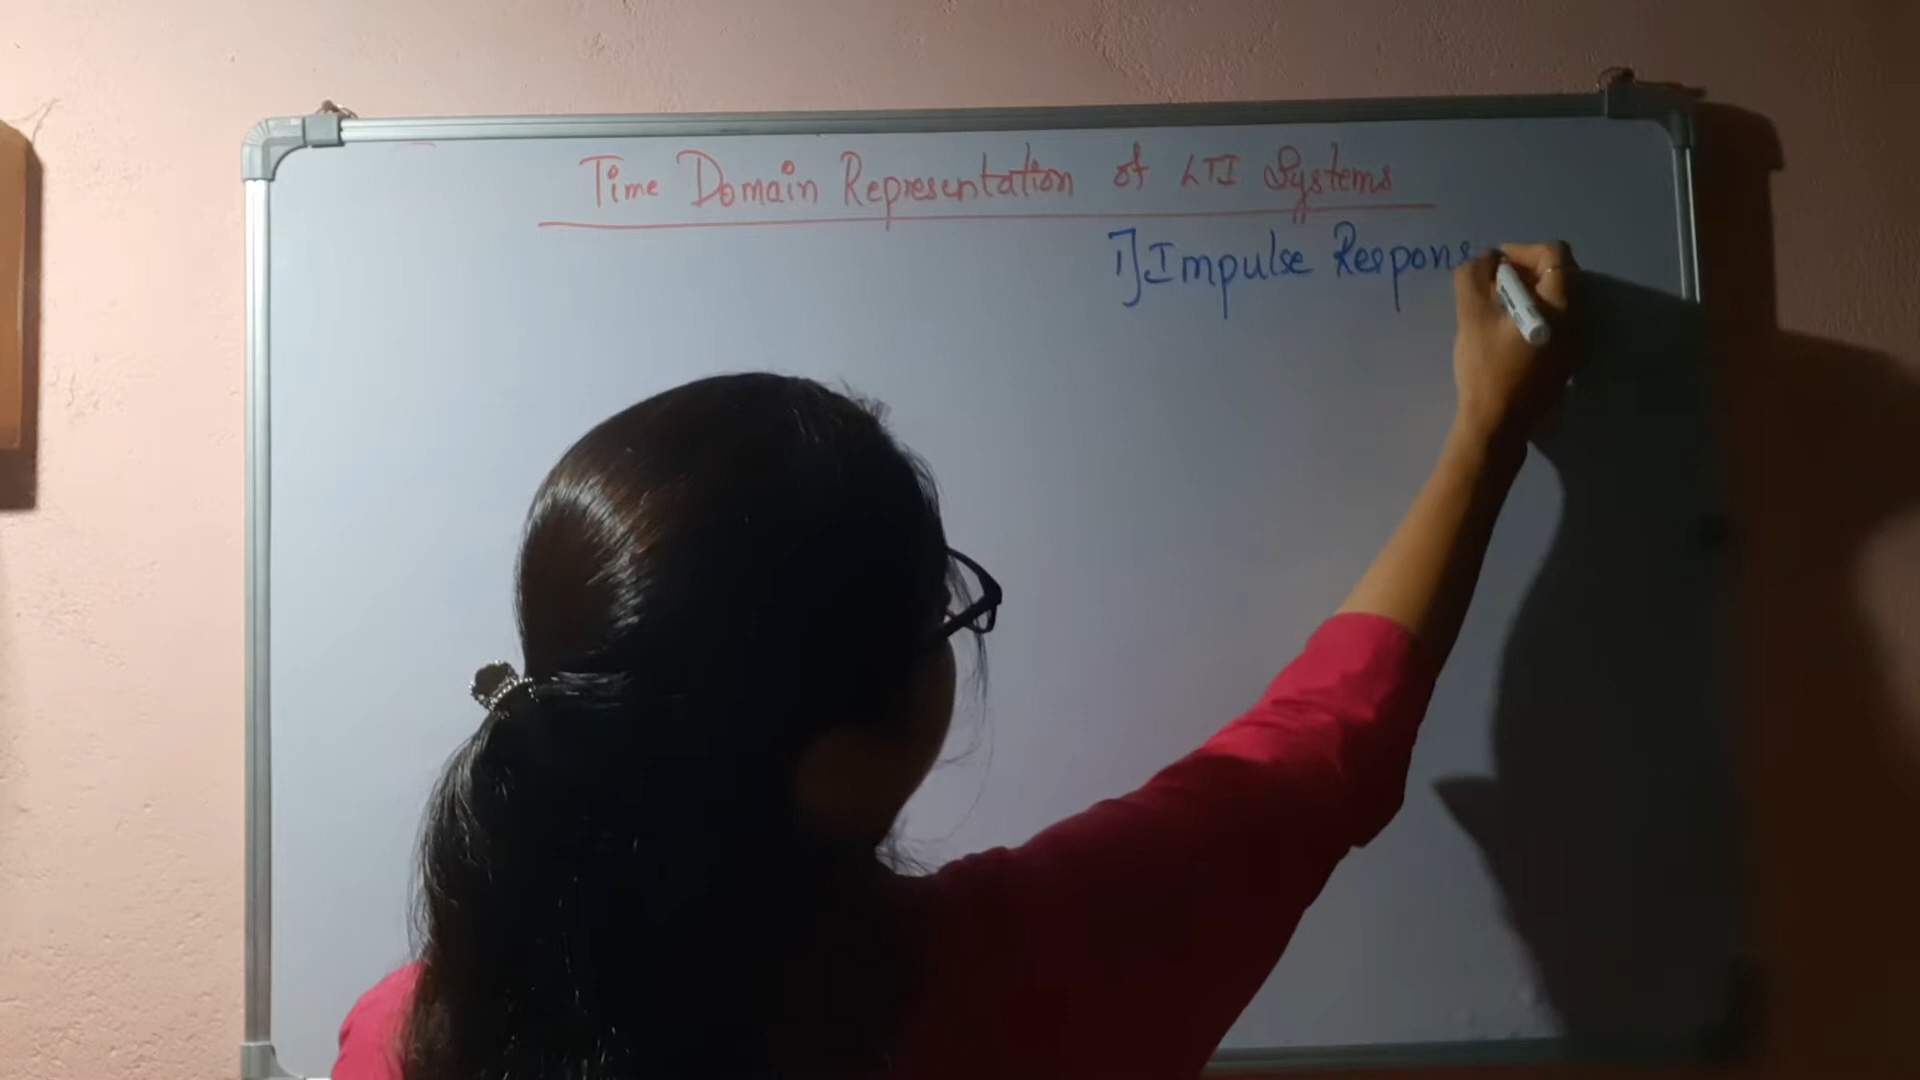 Time Domain Representation of LTI Systems
1] Impulse Respons